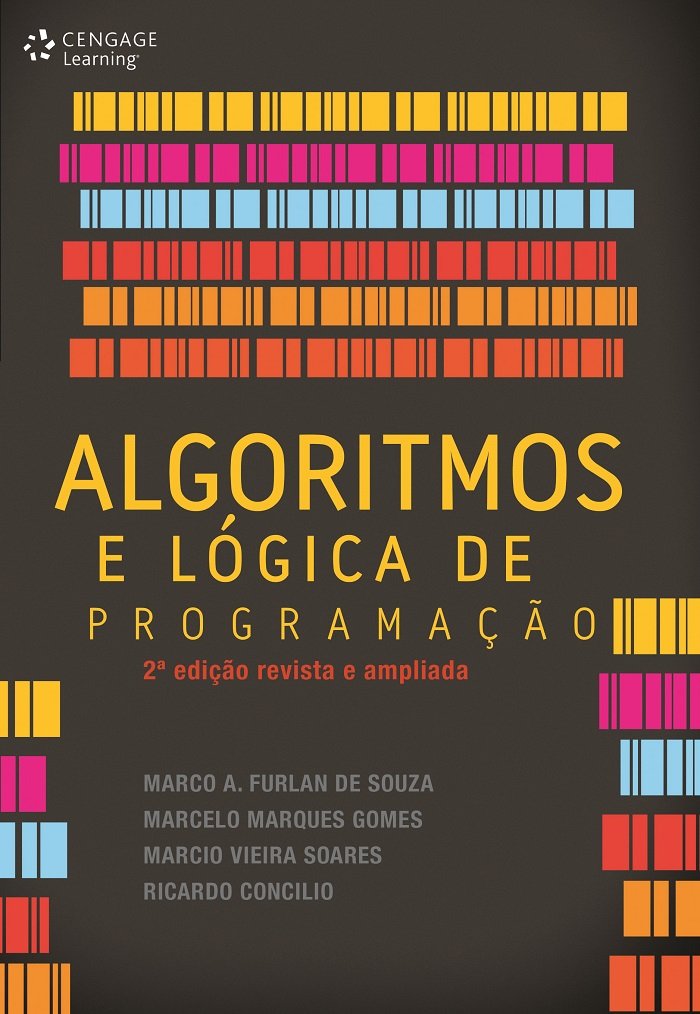 CENGAGE
Learning®
ALGORITMOS
E LÓGICA DE
PROGRAMAÇÃO
2ª edição revista e ampliada
MARCO A. FURLAN DE SOUZA
MARCELO MARQUES GOMES
MARCIO VIEIRA SOARES
RICARDO CONCILIO